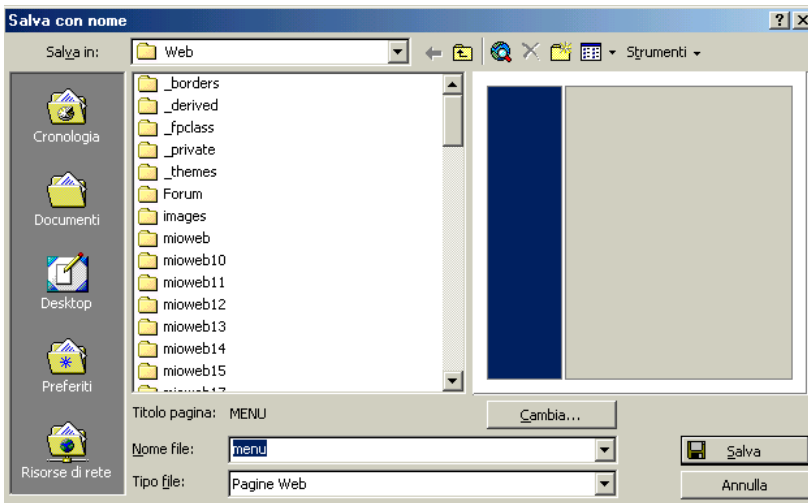 Salva con nome
Salva in:
Web
Strumenti
Cronologia
Documenti
Desktop
Preferiti
Risorse di rete
_borders
_derived
_fpclass
_private
_themes
Forum
images
mioweb
mioweb10
mioweb11
mioweb12
mioweb13
mioweb14
mioweb15
Titolo pagina: MENU
Cambia...
Nome file:
menu
Salva
Tipo file:
Pagine Web
Annulla